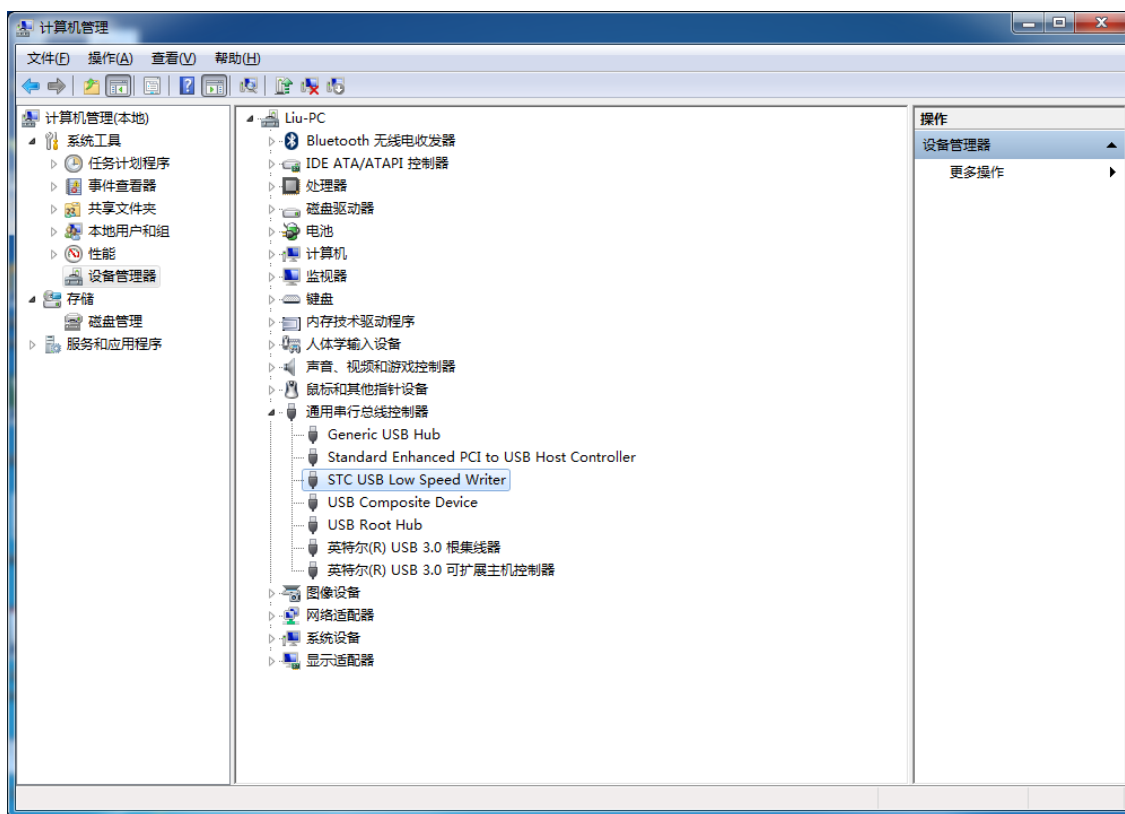 计算机管理
文件(F) 操作(A) 查看(V) 帮助(H)
计算机管理(本地)
系统工具
任务计划程序
事件查看器
共享文件夹
本地用户和组
性能
设备管理器
存储
磁盘管理
服务和应用程序
Liu-PC
Bluetooth 无线电收发器
IDE ATA/ATAPI 控制器
处理器
磁盘驱动器
电池
计算机
监视器
键盘
内存技术驱动程序
人体学输入设备
声音、视频和游戏控制器
鼠标和其他指针设备
通用串行总线控制器
Generic USB Hub
Standard Enhanced PCI to USB Host Controller
STC USB Low Speed Writer
USB Composite Device
USB Root Hub
英特尔(R) USB 3.0 根集线器
英特尔(R) USB 3.0 可扩展主机控制器
图像设备
网络适配器
系统设备
显示适配器
操作
设备管理器
更多操作